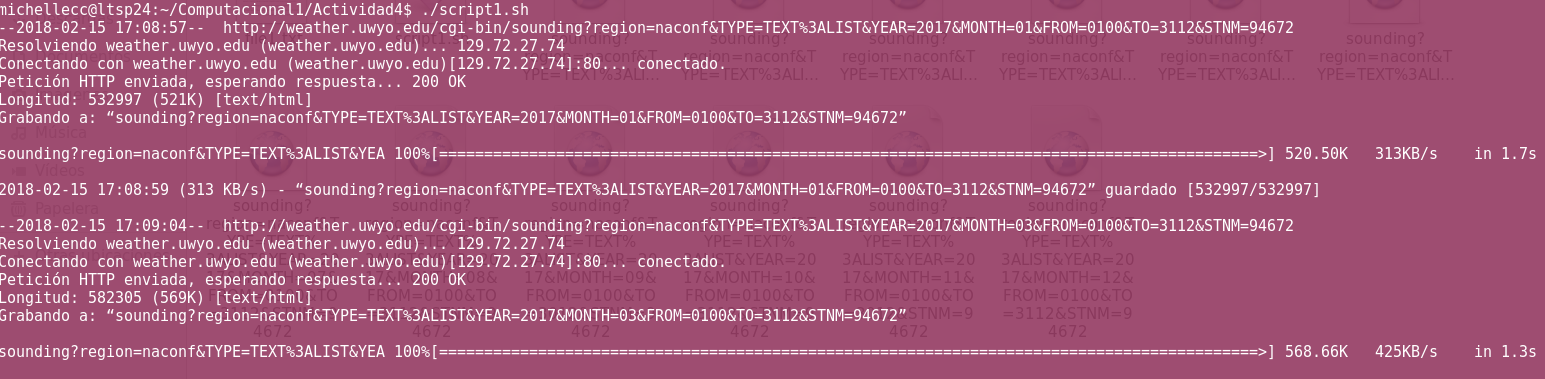 michellecc@ltsp24:~/Computacional1/Actividad4$ ./script1.sh
--2018-02-15 17:08:57--  http://weather.uwyo.edu/cgi-bin/sounding?region=naconf&TYPE=TEXT%3ALIST&YEAR=2017&MONTH=01&FROM=0100&TO=3112&STNM=94672
Resolviendo weather.uwyo.edu (weather.uwyo.edu)... 129.72.27.74
Conectando con weather.uwyo.edu (weather.uwyo.edu)[129.72.27.74]:80... conectado.
Petición HTTP enviada, esperando respuesta... 200 OK
Longitud: 532997 (521K) [text/html]
Grabando a: “sounding?region=naconf&TYPE=TEXT%3ALIST&YEAR=2017&MONTH=01&FROM=0100&TO=3112&STNM=94672”
sounding?region=naconf&TYPE=TEXT%3ALIST&YEA 100%[===========================================================================================>] 520.50K   313KB/s    in 1.7s
2018-02-15 17:08:59 (313 KB/s) - “sounding?region=naconf&TYPE=TEXT%3ALIST&YEAR=2017&MONTH=01&FROM=0100&TO=3112&STNM=94672” guardado [532997/532997]
--2018-02-15 17:09:04--  http://weather.uwyo.edu/cgi-bin/sounding?region=naconf&TYPE=TEXT%3ALIST&YEAR=2017&MONTH=03&FROM=0100&TO=3112&STNM=94672
Resolviendo weather.uwyo.edu (weather.uwyo.edu)... 129.72.27.74
Conectando con weather.uwyo.edu (weather.uwyo.edu)[129.72.27.74]:80... conectado.
Petición HTTP enviada, esperando respuesta... 200 OK
Longitud: 582305 (569K) [text/html]
Grabando a: “sounding?region=naconf&TYPE=TEXT%3ALIST&YEAR=2017&MONTH=03&FROM=0100&TO=3112&STNM=94672”
sounding?region=naconf&TYPE=TEXT%3ALIST&YEA 100%[===========================================================================================>] 568.66K   425KB/s    in 1.3s